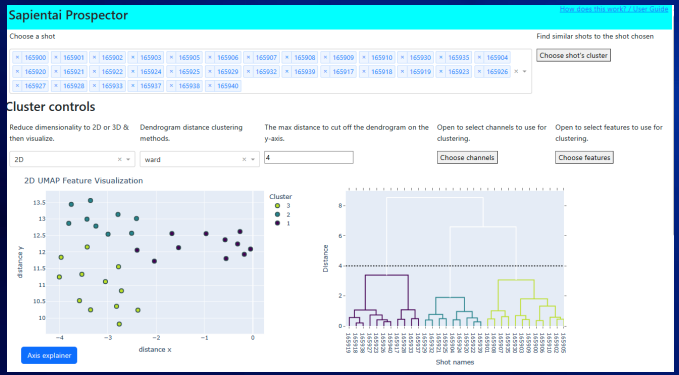 Sapientai Prospector
How does this work? / User Guide
Choose a shot
Find similar shots to the shot chosen
× 165900 × 165901 × 165902 × 165903 × 165905 × 165906 × 165907 × 165908 × 165909 × 165910 × 165930 × 165935 × 165904
× 165920 × 165921 × 165922 × 165924 × 165925 × 165929 × 165932 × 165939 × 165917 × 165918 × 165919 × 165923 × 165926 ×
× 165927 × 165928 × 165933 × 165937 × 165938 × 165940
Choose shot's cluster
Cluster controls
Reduce dimensionality to 2D or 3D &
then visualize.
Dendrogram distance clustering
methods.
The max distance to cut off the dendrogram on the
y-axis.
Open to select channels to use for
clustering.
Open to select features to use for
clustering.
2D ×
ward ×
4
Choose channels
Choose features
2D UMAP Feature Visualization
Cluster
3
2
1
13.5
13
12.5
12
11.5
11
10.5
10
distance y
−4
−3
−2
−1
0
distance x
Axis explainer
8
6
4
2
0
Distance
Shot names